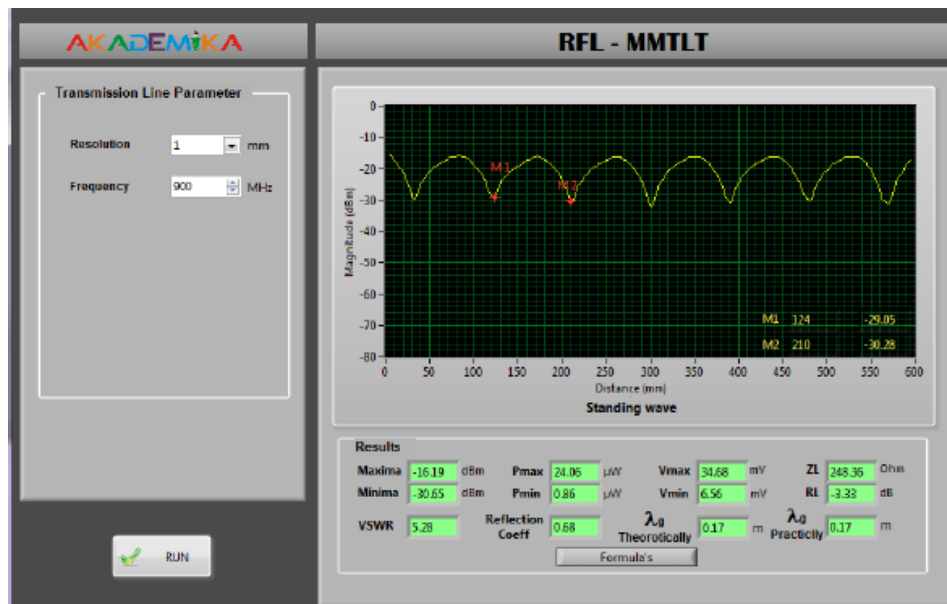 AKADEMiKA
RFL - MMTLT
Transmission Line Parameter
Resolution 1 mm
Frequency 900 MHz
Magnitude (dBm)
0
-10
-20
-30
-40
-50
-60
-70
-80
M1
M2
M1 124 -29.05
M2 210 -30.28
0 50 100 150 200 250 300 350 400 450 500 550 600
Distance (mm)
Standing wave
Results
Maxima -16.19 dBm Pmax 24.06 µW Vmax 34.68 mV ZL 248.36 Ohm
Minima -30.65 dBm Pmin 0.86 µW Vmin 6.56 mV RL -3.33 dB
VSWR 5.28 Reflection Coeff 0.68 λg Theorotically 0.17 m λg Practiclly 0.17 m
Formula's
RUN